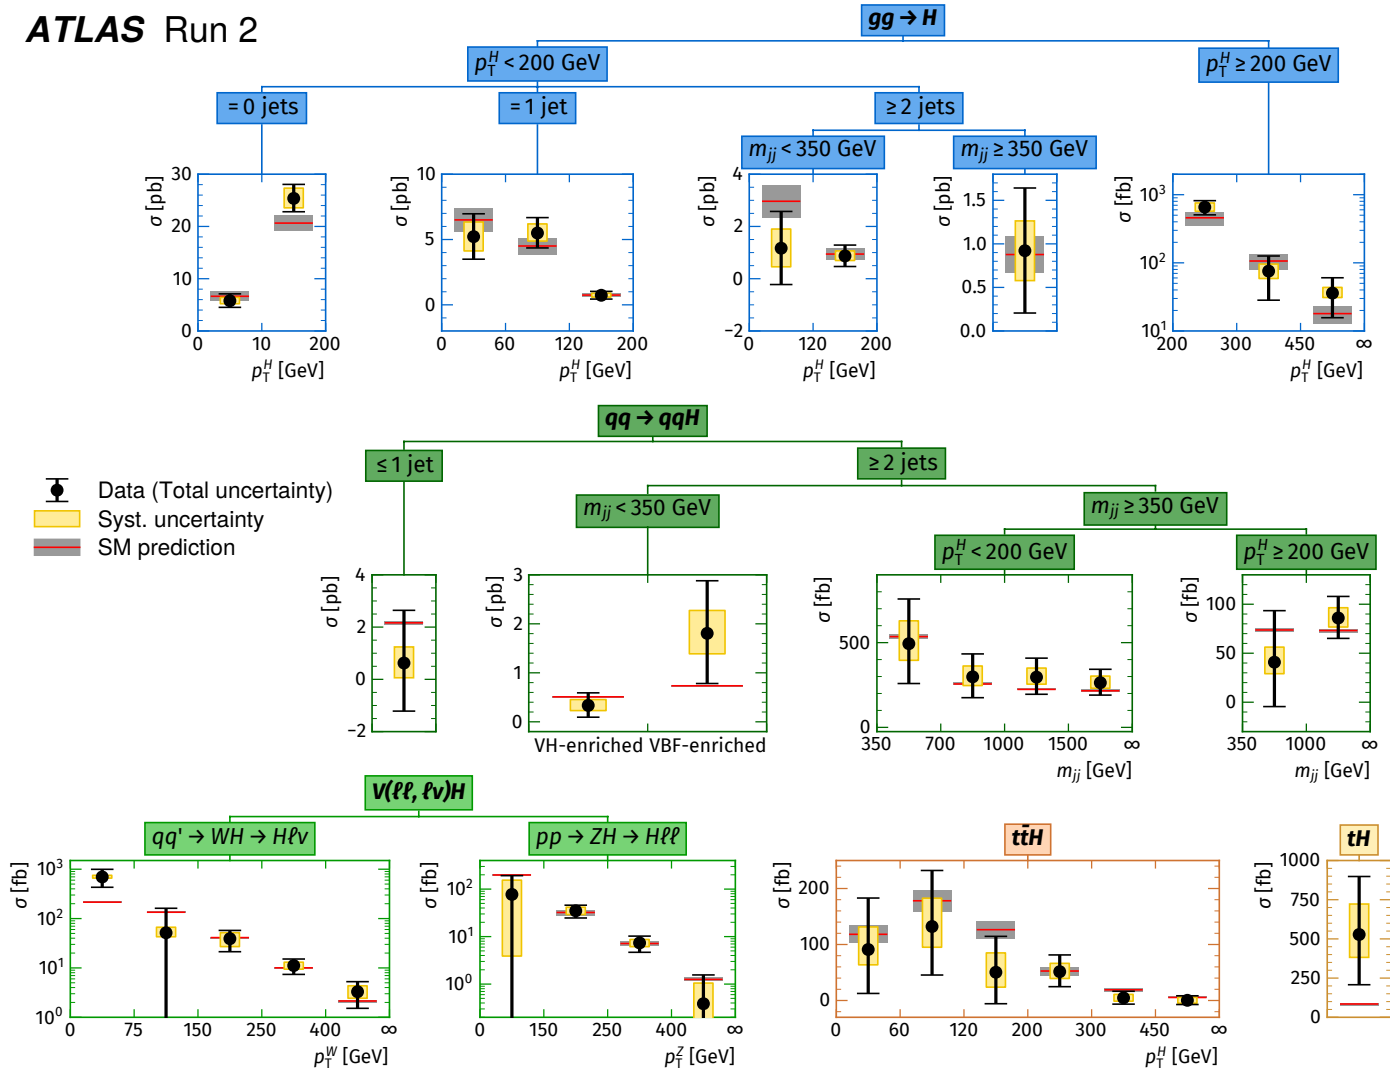 ATLAS Run 2
gg → H
p_T^H < 200 GeV
p_T^H ≥ 200 GeV
= 0 jets
= 1 jet
≥ 2 jets
m_jj < 350 GeV
m_jj ≥ 350 GeV
σ [pb]
30
20
10
0
0 10 200
p_T^H [GeV]
σ [pb]
10
5
0
0 60 120 200
p_T^H [GeV]
σ [pb]
4
2
0
−2
0 120 200
p_T^H [GeV]
σ [pb]
1.5
1.0
0.5
0.0
σ [fb]
10^3
10^2
10^1
200 300 450 ∞
p_T^H [GeV]
qq → qqH
≤ 1 jet
≥ 2 jets
m_jj < 350 GeV
m_jj ≥ 350 GeV
p_T^H < 200 GeV
p_T^H ≥ 200 GeV
Data (Total uncertainty)
Syst. uncertainty
SM prediction
σ [pb]
4
2
0
−2
σ [pb]
3
2
1
0
VH-enriched VBF-enriched
σ [fb]
500
0
350 700 1000 1500 ∞
m_jj [GeV]
σ [fb]
100
50
0
350 1000 ∞
m_jj [GeV]
V(ℓℓ, ℓν)H
qq' → WH → Hℓν
pp → ZH → Hℓℓ
tt̄H
tH
σ [fb]
10^3
10^2
10^1
10^0
0 75 150 250 400 ∞
p_T^W [GeV]
σ [fb]
10^2
10^1
10^0
0 150 250 400 ∞
p_T^Z [GeV]
σ [fb]
200
100
0
0 60 120 200 300 450 ∞
p_T^H [GeV]
σ [fb]
1000
750
500
250
0